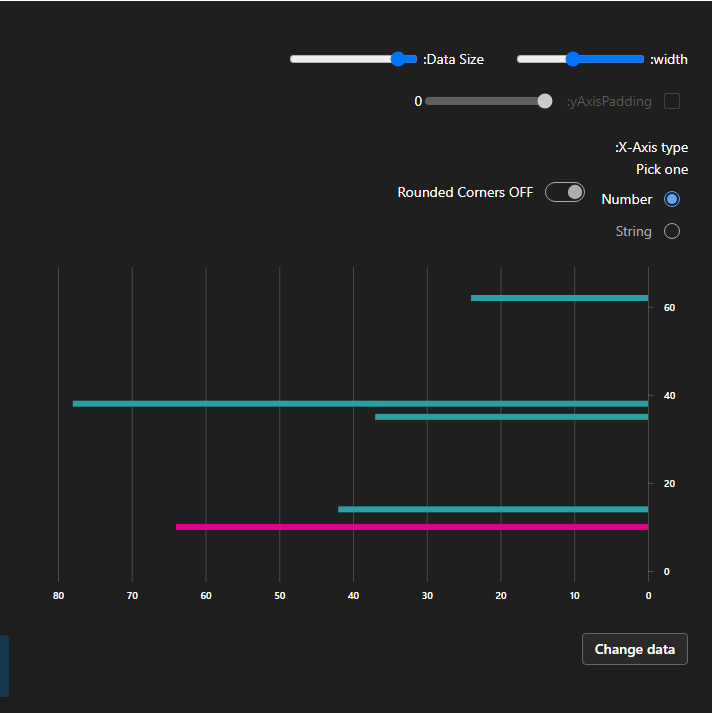 :width
:Data Size
:yAxisPadding
0
:X-Axis type
Pick one
Number
Rounded Corners OFF
String
60
40
20
0
80 70 60 50 40 30 20 10 0
Change data